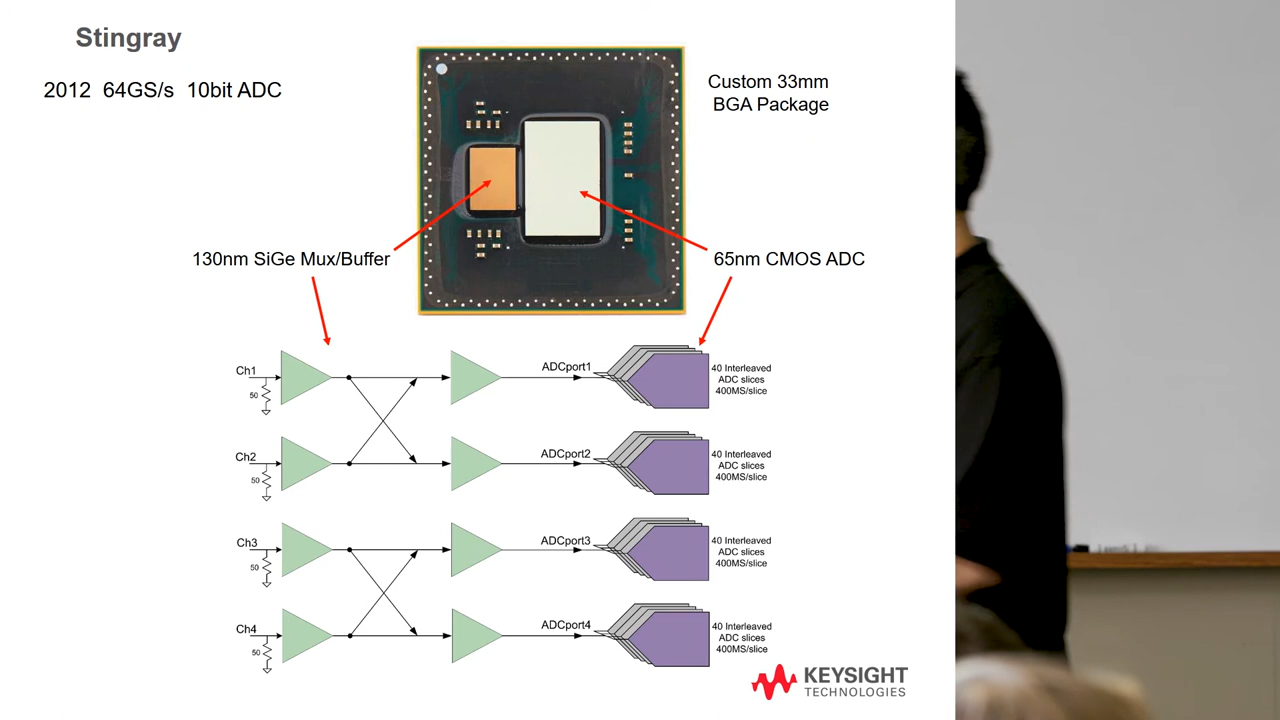 Stingray
2012 64GS/s 10bit ADC
Custom 33mm
BGA Package
130nm SiGe Mux/Buffer
65nm CMOS ADC
Ch1
50
ADCport1
40 Interleaved
ADC slices
400MS/slice
Ch2
50
ADCport2
40 Interleaved
ADC slices
400MS/slice
Ch3
50
ADCport3
40 Interleaved
ADC slices
400MS/slice
Ch4
50
ADCport4
40 Interleaved
ADC slices
400MS/slice
KEYSIGHT
TECHNOLOGIES